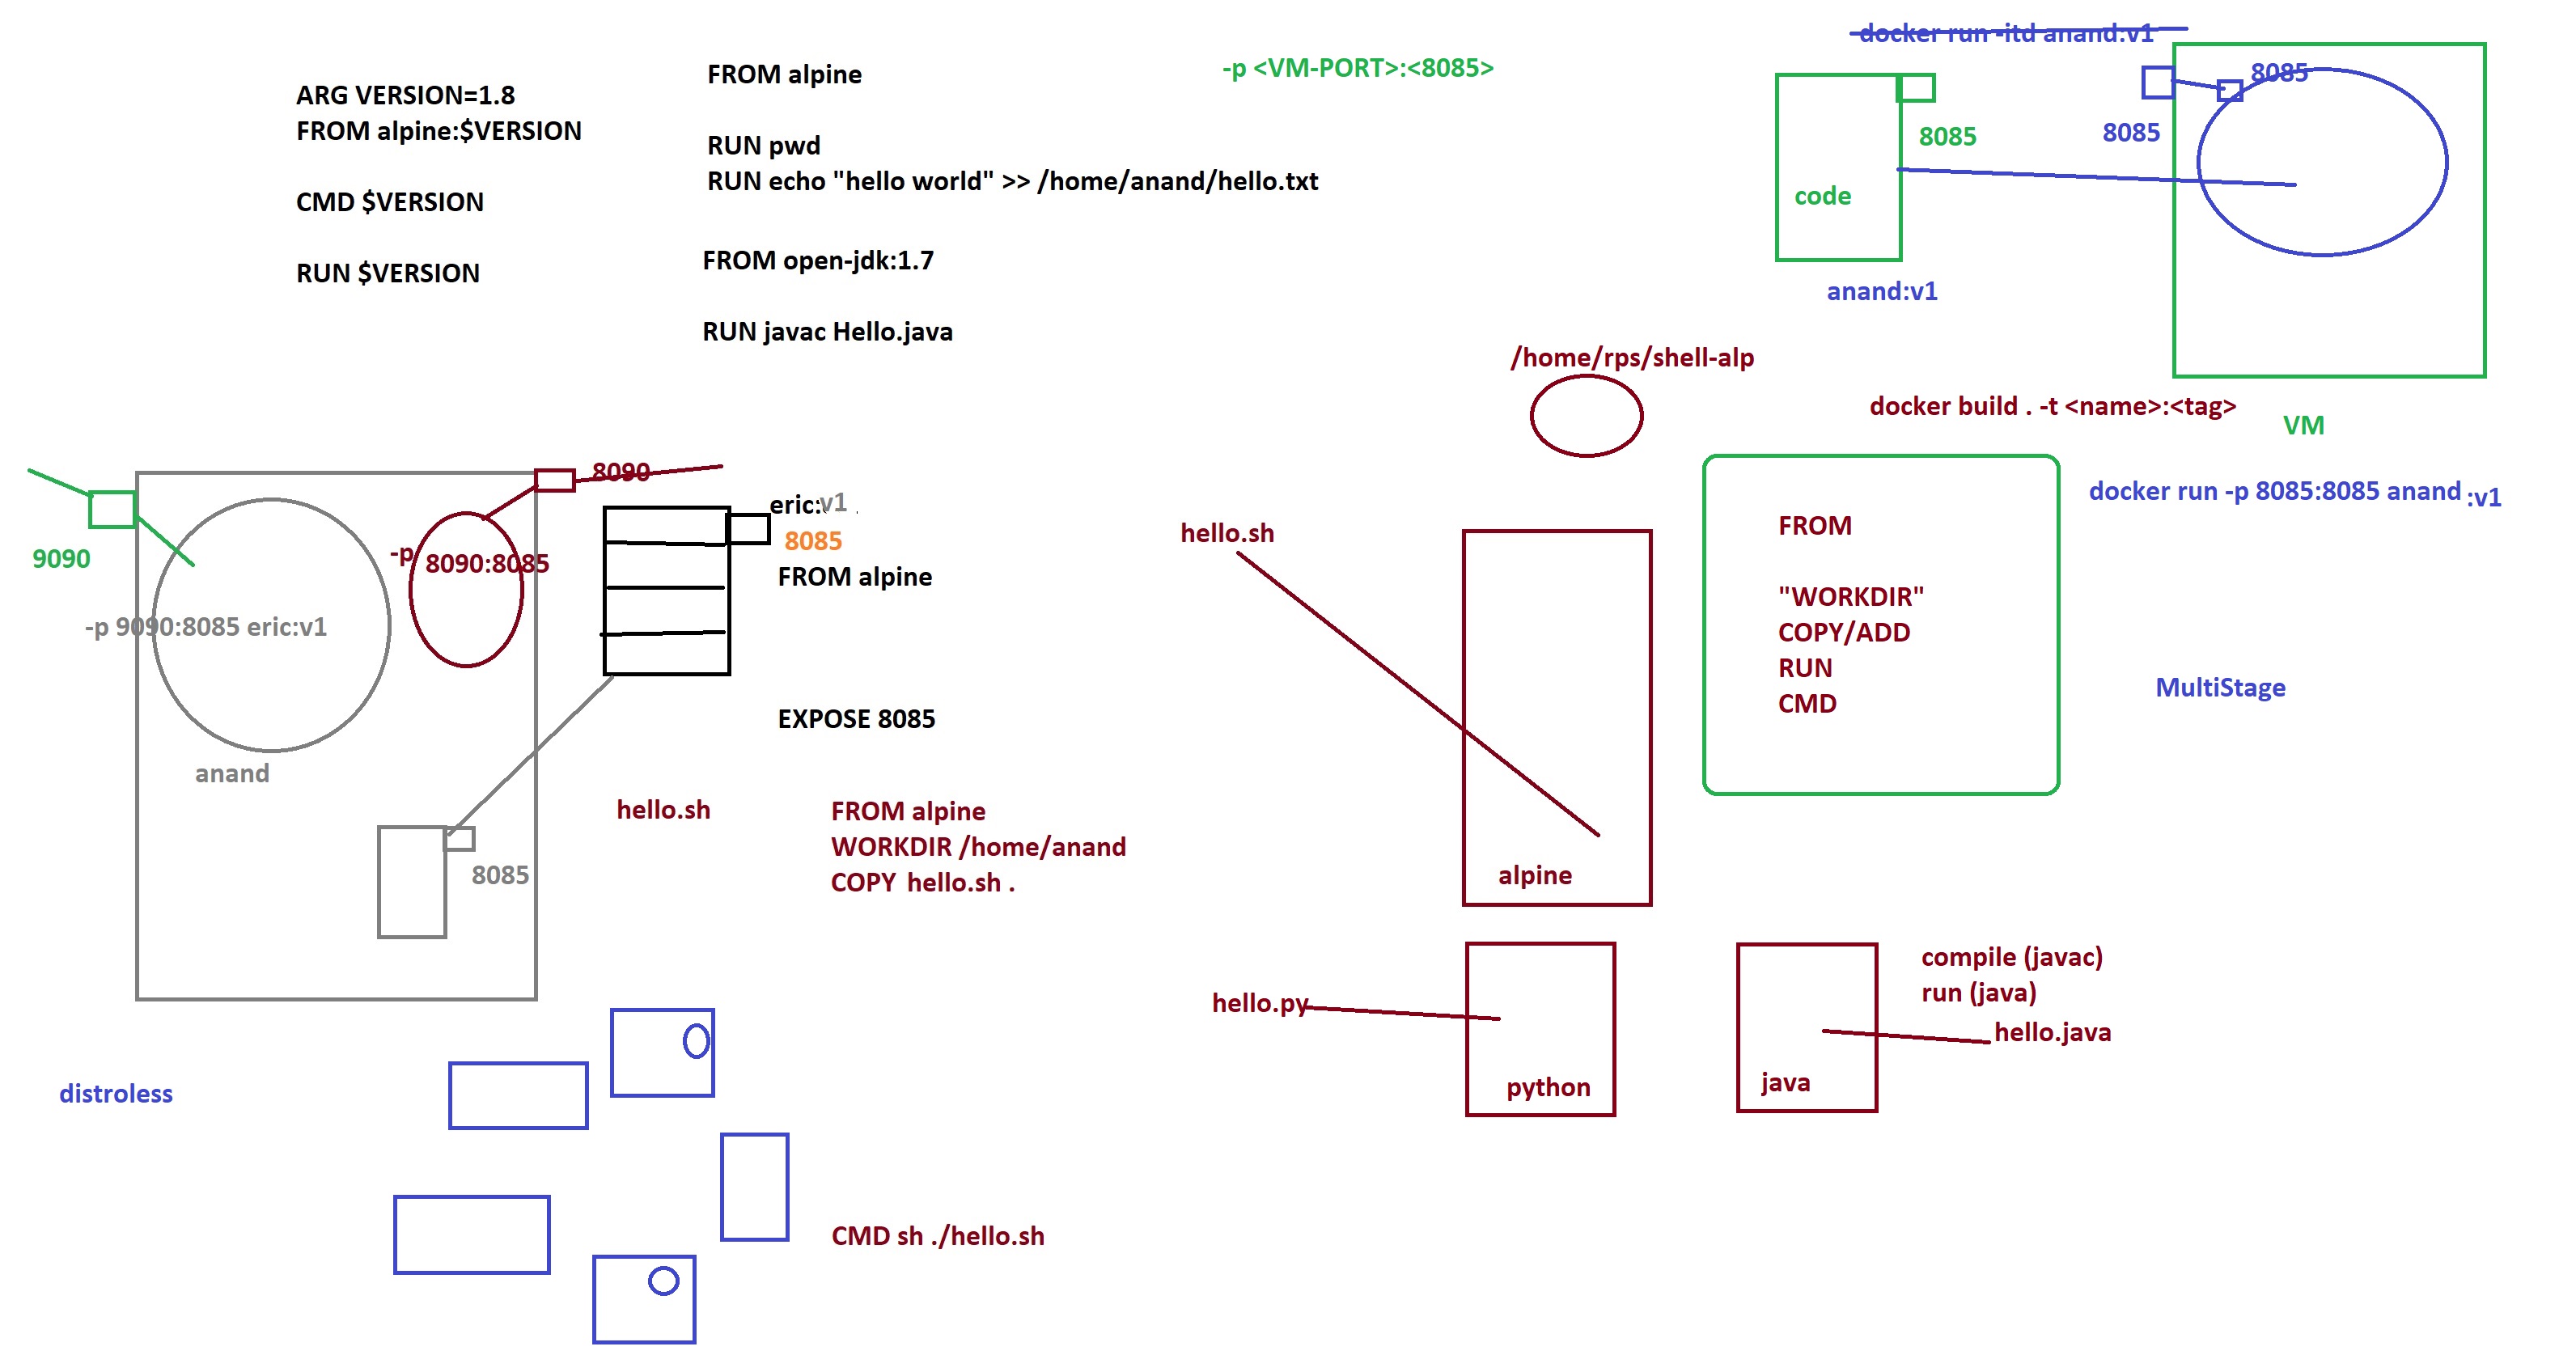 docker run -itd anand:v1
ARG VERSION=1.8
FROM alpine:$VERSION
CMD $VERSION
RUN $VERSION
FROM alpine
RUN pwd
RUN echo "hello world" >> /home/anand/hello.txt
FROM open-jdk:1.7
RUN javac Hello.java
-p <VM-PORT>:<8085>
8085
code
anand:v1
8085
8085
VM
/home/rps/shell-alp
docker build . -t <name>:<tag>
docker run -p 8085:8085 anand :v1
FROM
"WORKDIR"
COPY/ADD
RUN
CMD
MultiStage
8090
9090
-p 8090:8085
-p 9090:8085 eric:v1
anand
8085
eric:v1
8085
FROM alpine
EXPOSE 8085
hello.sh
FROM alpine
WORKDIR /home/anand
COPY hello.sh .
CMD sh ./hello.sh
hello.sh
alpine
hello.py
python
java
compile (javac)
run (java)
hello.java
distroless